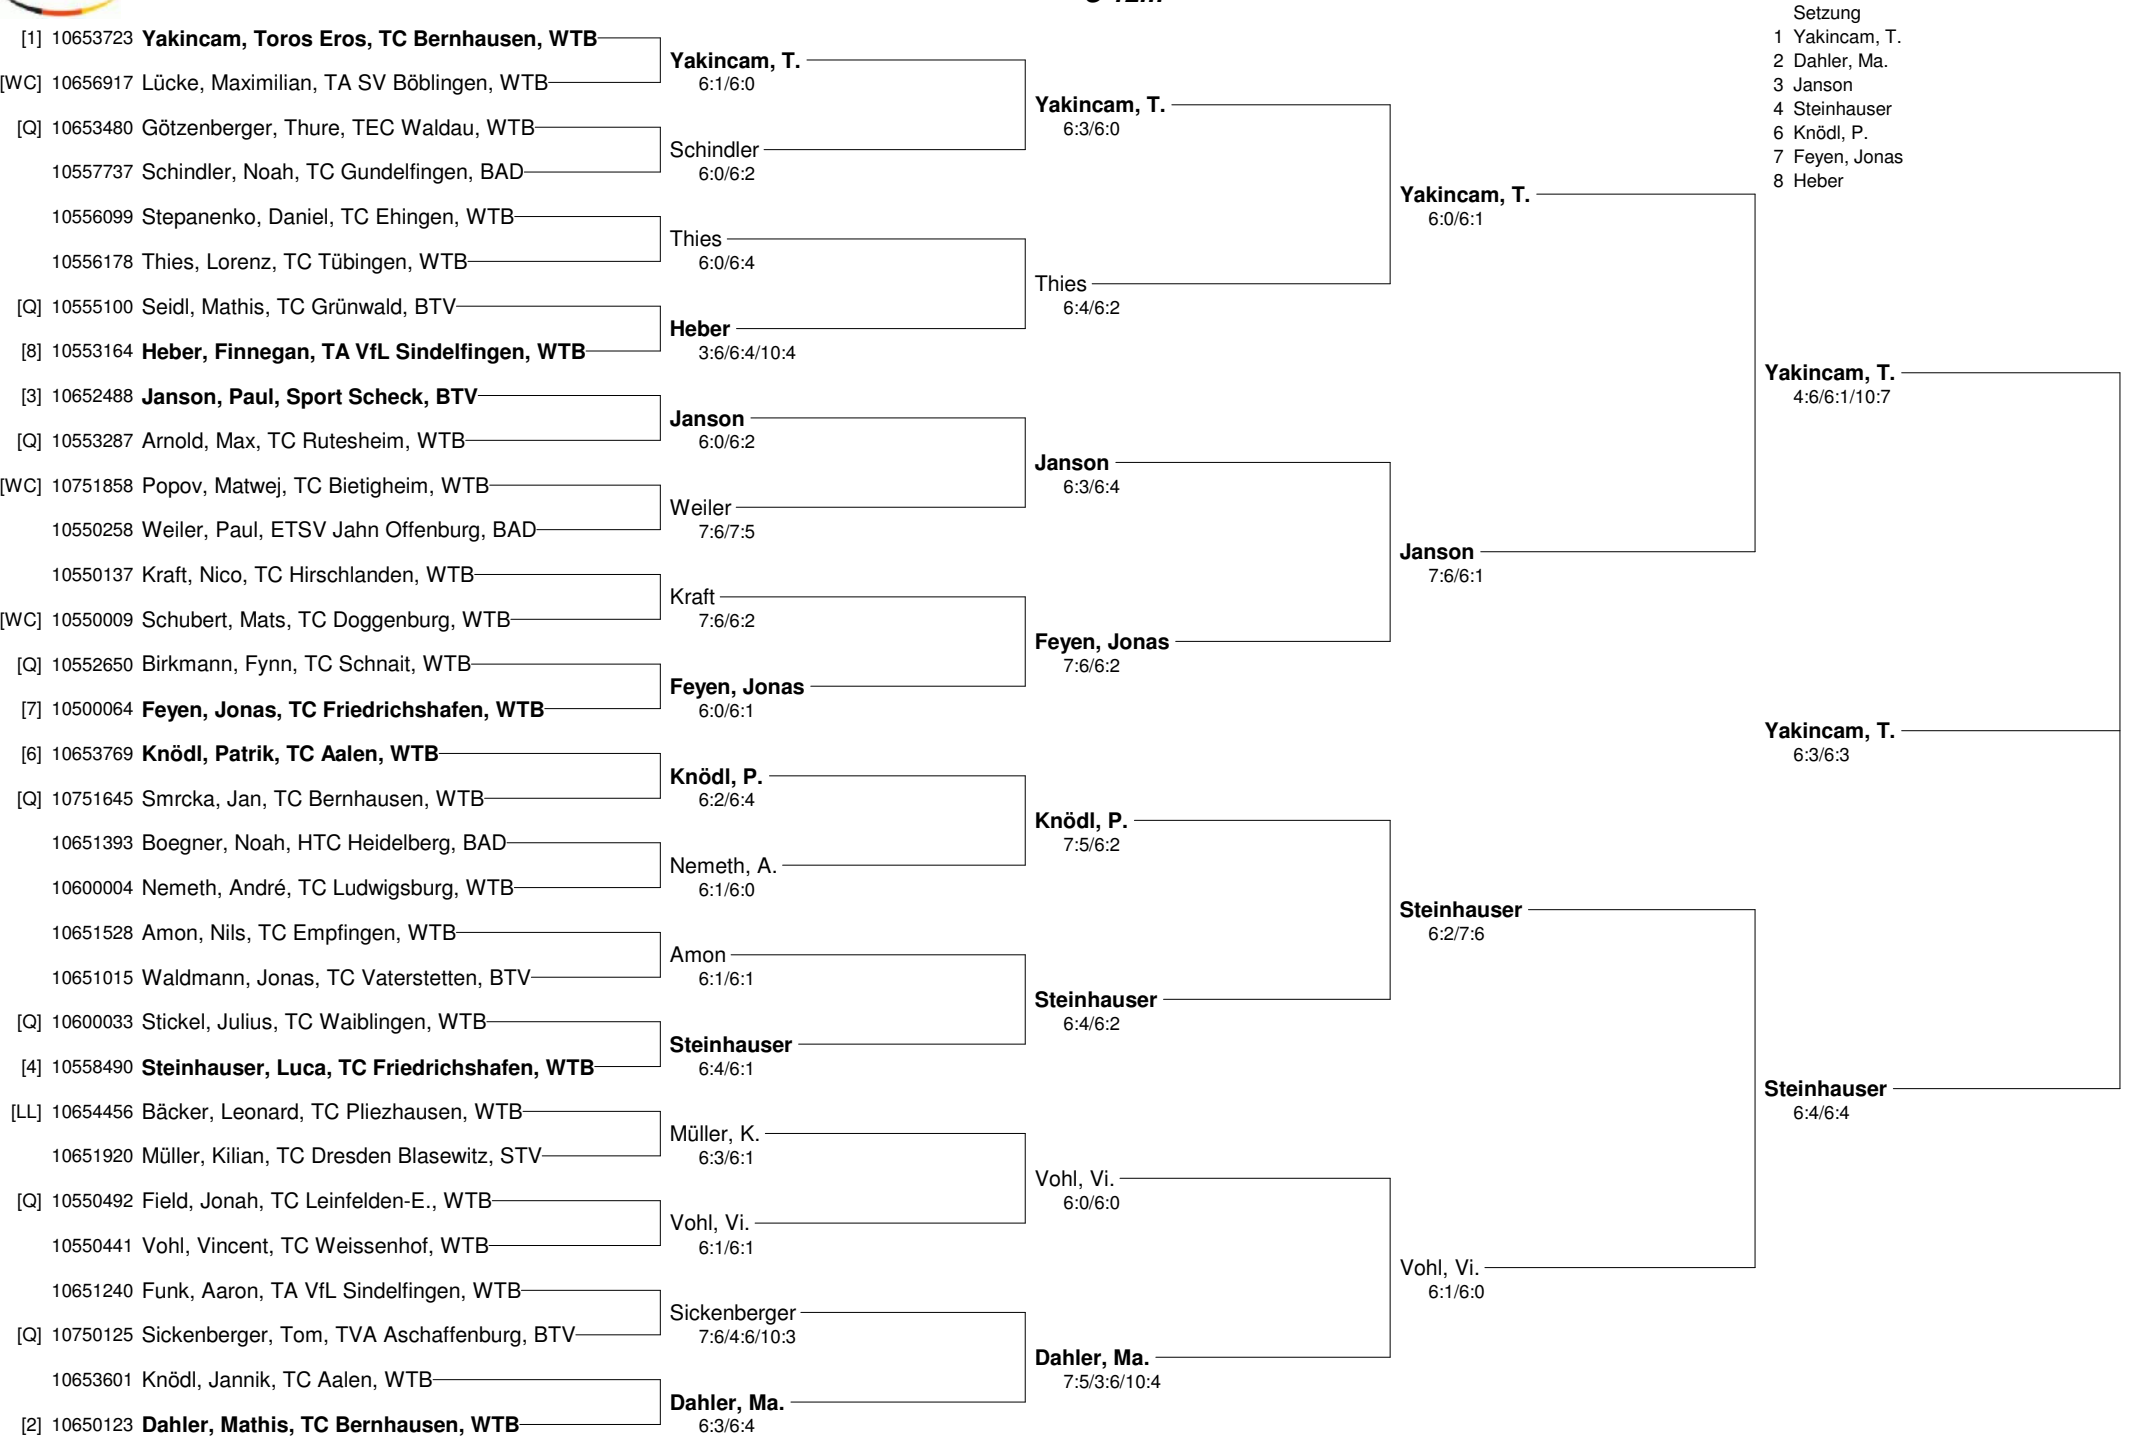 Setzung
1 Yakincam, T.
2 Dahler, Ma.
3 Janson
4 Steinhauser
6 Knödl, P.
7 Feyen, Jonas
8 Heber
[1] 10653723 Yakincam, Toros Eros, TC Bernhausen, WTB
[WC] 10656917 Lücke, Maximilian, TA SV Böblingen, WTB
[Q] 10653480 Götzenberger, Thure, TEC Waldau, WTB
10557737 Schindler, Noah, TC Gundelfingen, BAD
10556099 Stepanenko, Daniel, TC Ehingen, WTB
10556178 Thies, Lorenz, TC Tübingen, WTB
[Q] 10555100 Seidl, Mathis, TC Grünwald, BTV
[8] 10553164 Heber, Finnegan, TA VfL Sindelfingen, WTB
[3] 10652488 Janson, Paul, Sport Scheck, BTV
[Q] 10553287 Arnold, Max, TC Rutesheim, WTB
[WC] 10751858 Popov, Matwej, TC Bietigheim, WTB
10550258 Weiler, Paul, ETSV Jahn Offenburg, BAD
10550137 Kraft, Nico, TC Hirschlanden, WTB
[WC] 10550009 Schubert, Mats, TC Doggenburg, WTB
[Q] 10552650 Birkmann, Fynn, TC Schnait, WTB
[7] 10500064 Feyen, Jonas, TC Friedrichshafen, WTB
[6] 10653769 Knödl, Patrik, TC Aalen, WTB
[Q] 10751645 Smrcka, Jan, TC Bernhausen, WTB
10651393 Boegner, Noah, HTC Heidelberg, BAD
10600004 Nemeth, André, TC Ludwigsburg, WTB
10651528 Amon, Nils, TC Empfingen, WTB
10651015 Waldmann, Jonas, TC Vaterstetten, BTV
[Q] 10600033 Stickel, Julius, TC Waiblingen, WTB
[4] 10558490 Steinhauser, Luca, TC Friedrichshafen, WTB
[LL] 10654456 Bäcker, Leonard, TC Pliezhausen, WTB
10651920 Müller, Kilian, TC Dresden Blasewitz, STV
[Q] 10550492 Field, Jonah, TC Leinfelden-E., WTB
10550441 Vohl, Vincent, TC Weissenhof, WTB
10651240 Funk, Aaron, TA VfL Sindelfingen, WTB
[Q] 10750125 Sickenberger, Tom, TVA Aschaffenburg, BTV
10653601 Knödl, Jannik, TC Aalen, WTB
[2] 10650123 Dahler, Mathis, TC Bernhausen, WTB
Yakincam, T.
6:1/6:0
Schindler
6:0/6:2
Thies
6:0/6:4
Heber
3:6/6:4/10:4
Janson
6:0/6:2
Weiler
7:6/7:5
Kraft
7:6/6:2
Feyen, Jonas
6:0/6:1
Knödl, P.
6:2/6:4
Nemeth, A.
6:1/6:0
Amon
6:1/6:1
Steinhauser
6:4/6:1
Müller, K.
6:3/6:1
Vohl, Vi.
6:1/6:1
Sickenberger
7:6/4:6/10:3
Dahler, Ma.
6:3/6:4
Yakincam, T.
6:3/6:0
Thies
6:4/6:2
Janson
6:3/6:4
Feyen, Jonas
7:6/6:2
Knödl, P.
7:5/6:2
Steinhauser
6:4/6:2
Vohl, Vi.
6:0/6:0
Dahler, Ma.
7:5/3:6/10:4
Yakincam, T.
6:0/6:1
Janson
7:6/6:1
Steinhauser
6:2/7:6
Vohl, Vi.
6:1/6:0
Yakincam, T.
4:6/6:1/10:7
Yakincam, T.
6:3/6:3
Steinhauser
6:4/6:4